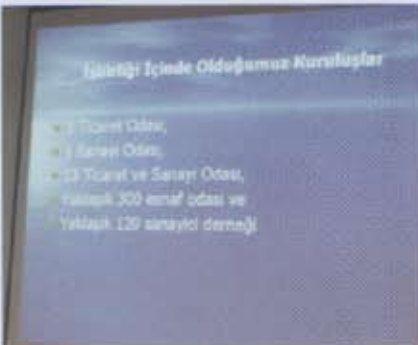 İşbirliği İçinde Olduğumuz Kuruluşlar
Ticaret Odası,
Sanayi Odası,
13 Ticaret ve Sanayi Odası,
Yaklaşık 300 esnaf odası ve
Yaklaşık 120 sanayici derneği